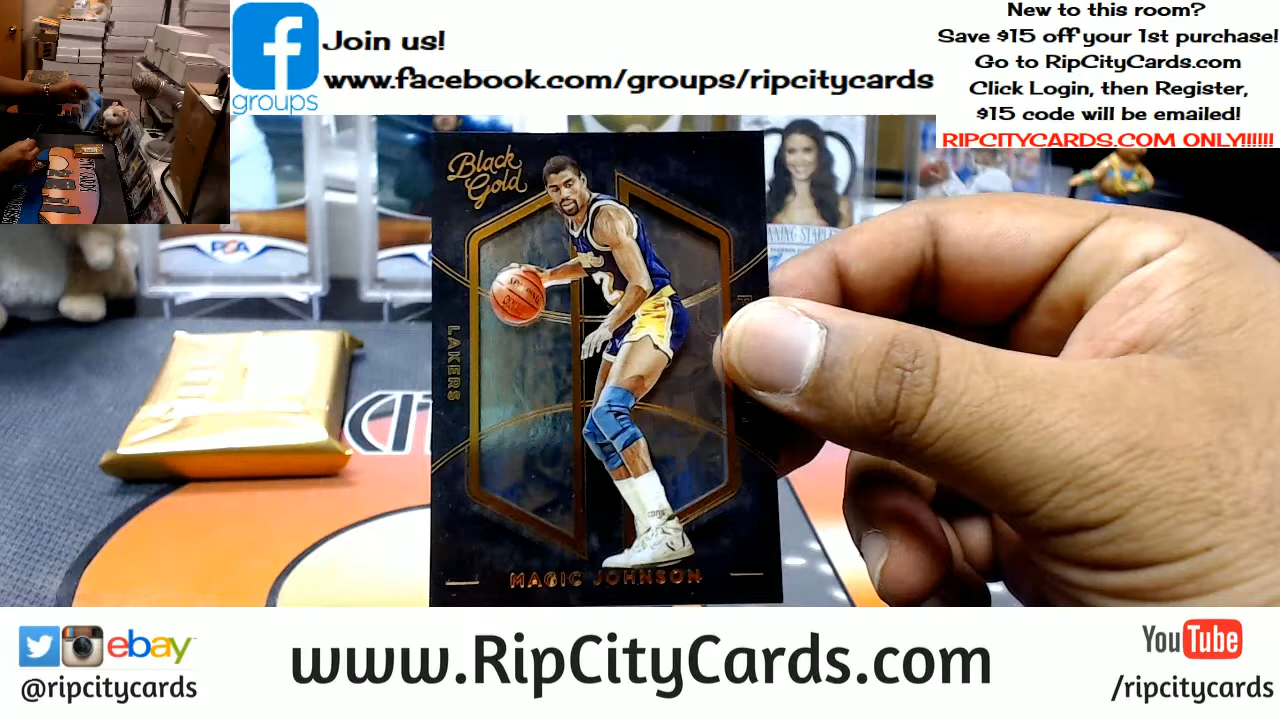 groups
Join us!
www.facebook.com/groups/ripcitycards
New to this room?
Save $15 off your 1st purchase!
Go to RipCityCards.com
Click Login, then Register,
$15 code will be emailed!
RIPCITYCARDS.COM ONLY!!!!!!
Black
Gold
LAKERS
MAGIC JOHNSON
PSA
ebay
@ripcitycards
www.RipCityCards.com
You Tube
/ripcitycards